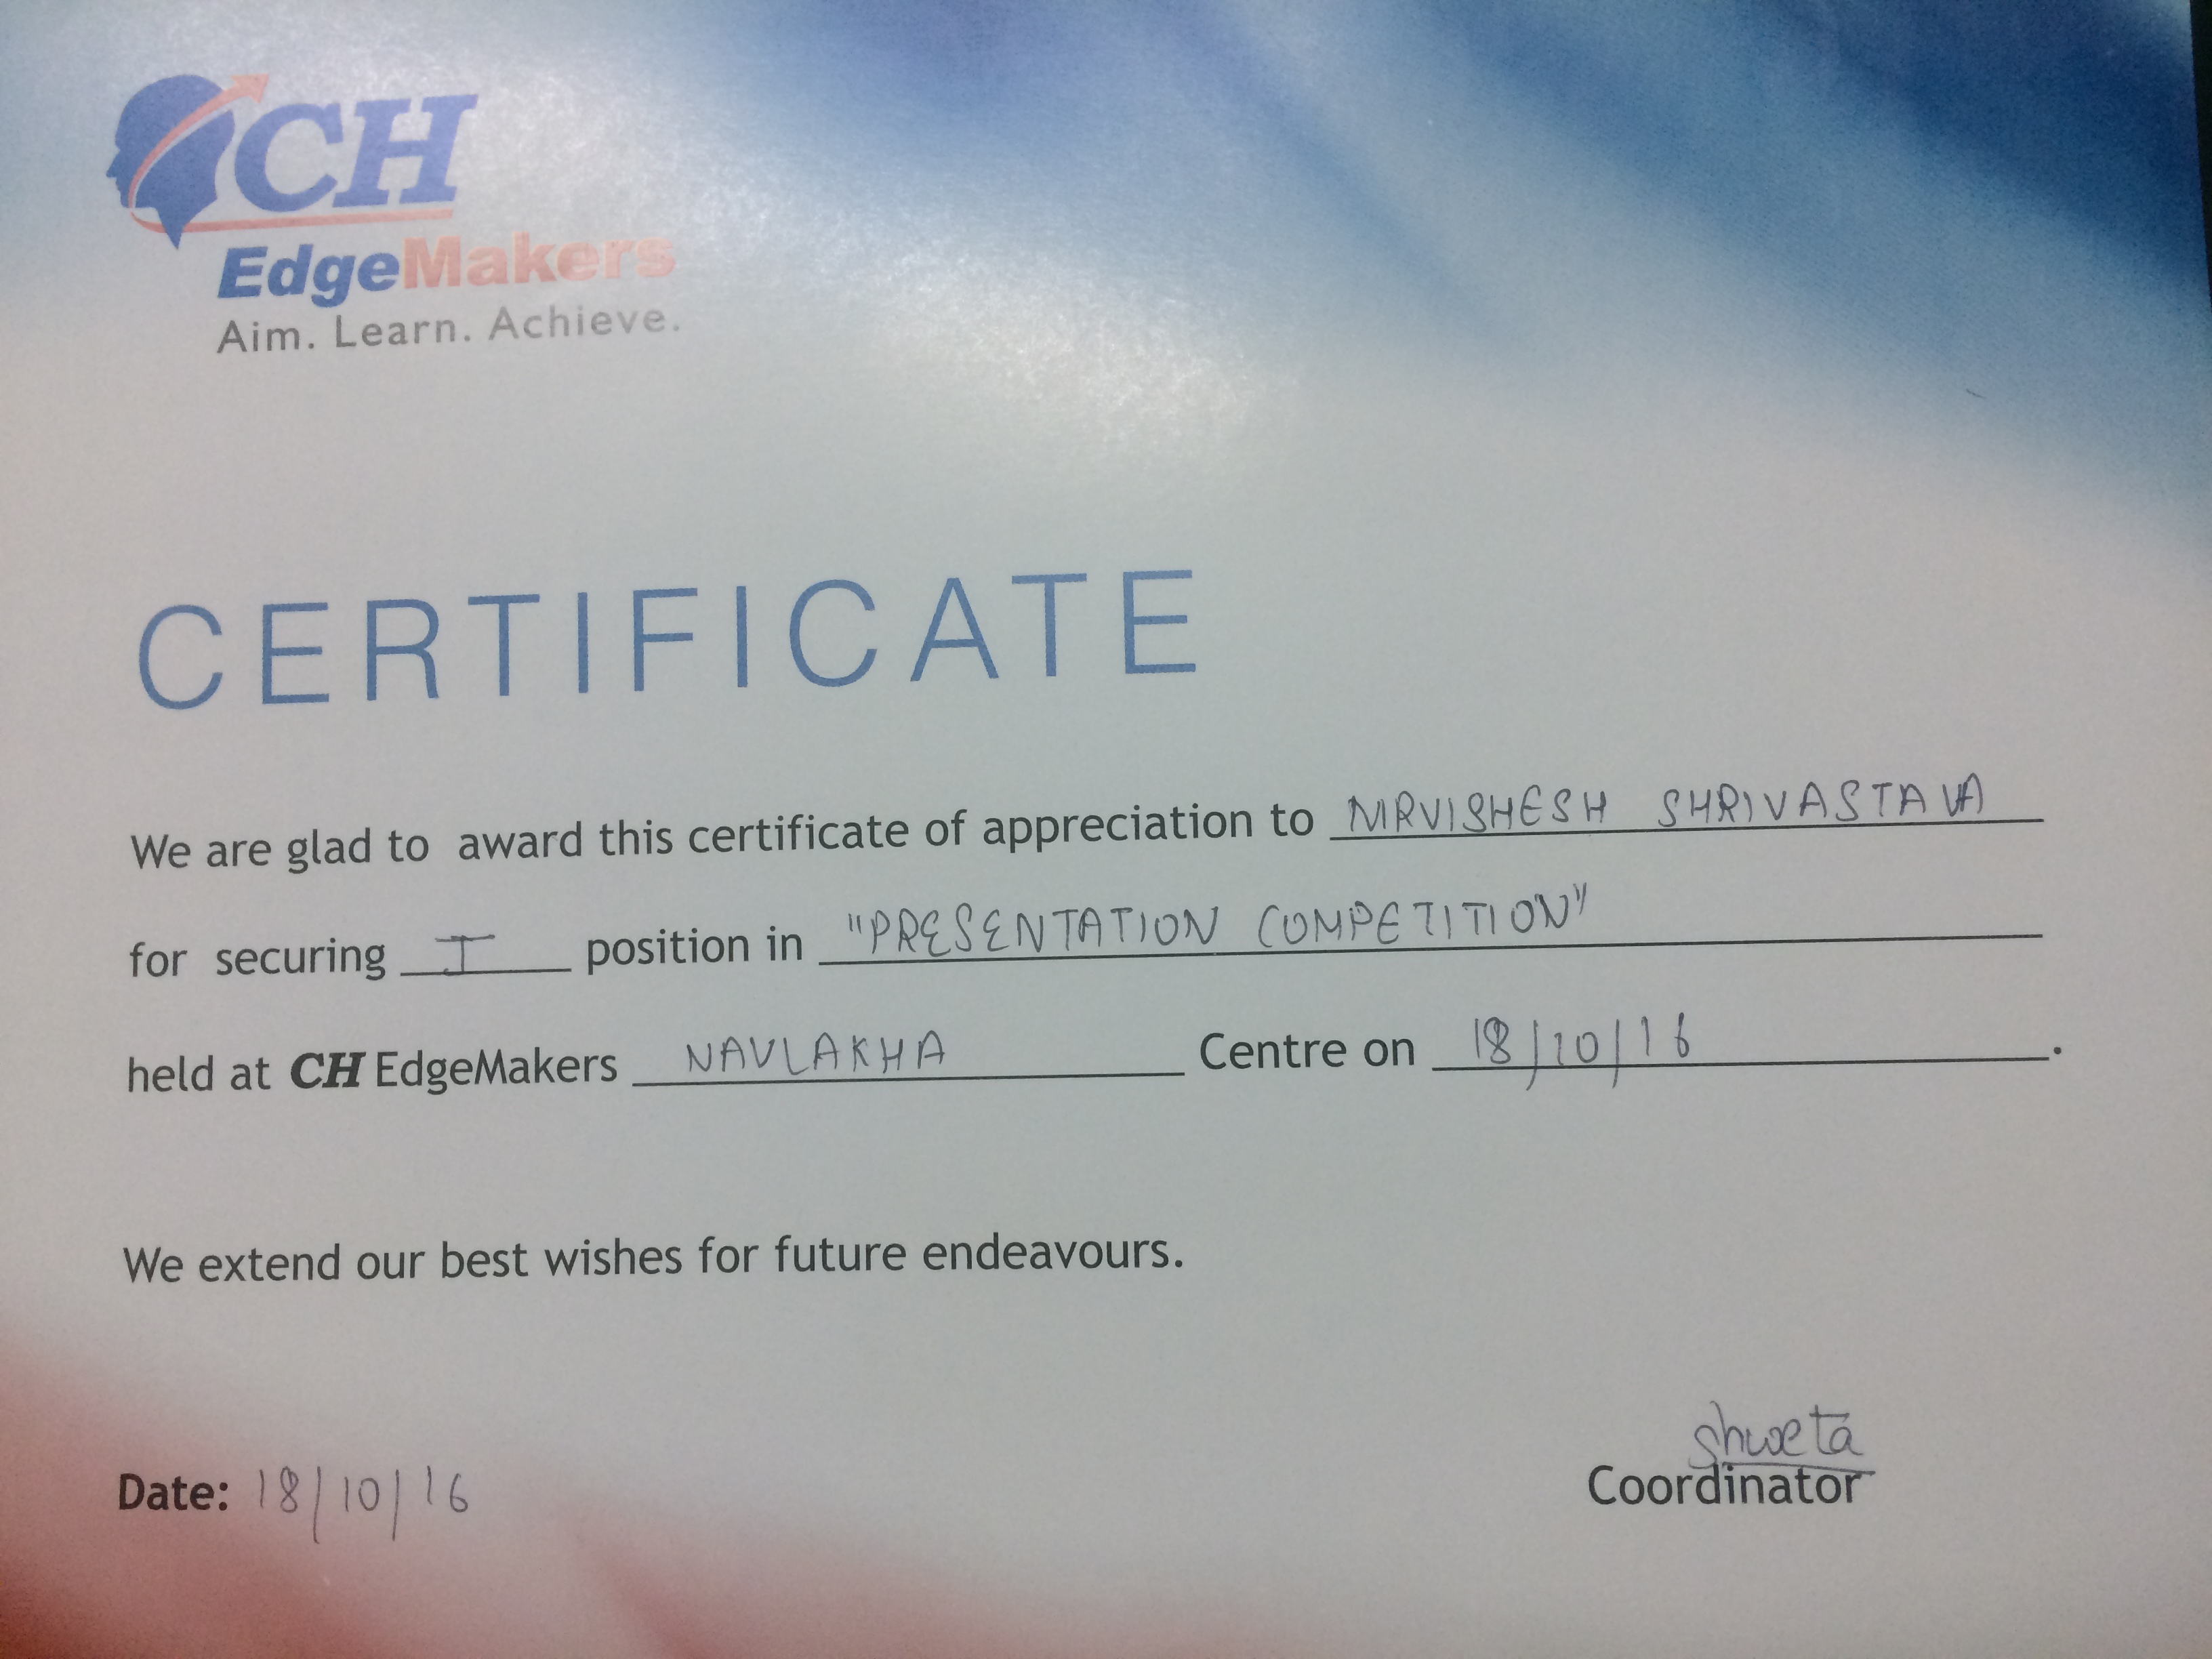 CH
EdgeMakers
Aim. Learn. Achieve.
CERTIFICATE
We are glad to award this certificate of appreciation to NIRVISHESH SHRIVASTAVA
for securing I position in "PRESENTATION COMPETITION"
held at CH EdgeMakers NAVLAKHA Centre on 18/10/16.
We extend our best wishes for future endeavours.
shweta
Date: 18/10/16 Coordinator